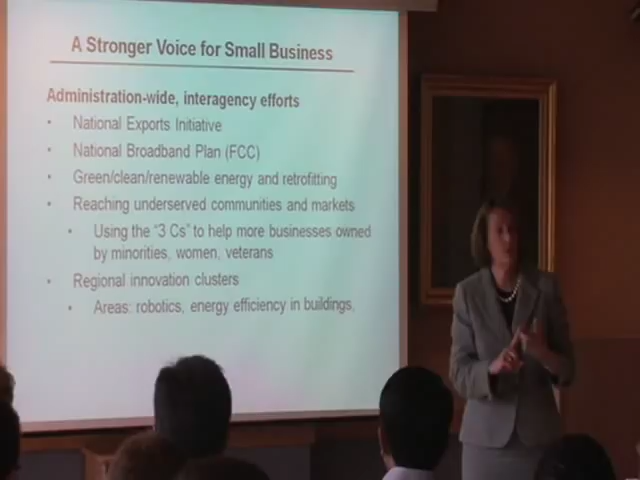 A Stronger Voice for Small Business
Administration-wide, interagency efforts
• National Exports Initiative
• National Broadband Plan (FCC)
• Green/clean/renewable energy and retrofitting
• Reaching underserved communities and markets
• Using the "3 Cs" to help more businesses owned
by minorities, women, veterans
• Regional innovation clusters
• Areas: robotics, energy efficiency in buildings,